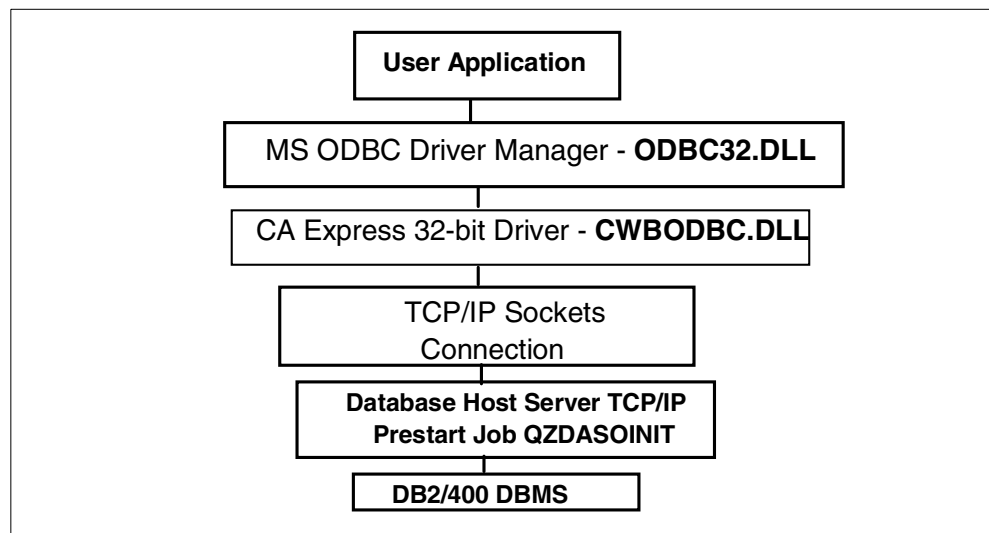 User Application
MS ODBC Driver Manager - ODBC32.DLL
CA Express 32-bit Driver - CWBODBC.DLL
TCP/IP Sockets
Connection
Database Host Server TCP/IP
Prestart Job QZDASOINIT
DB2/400 DBMS